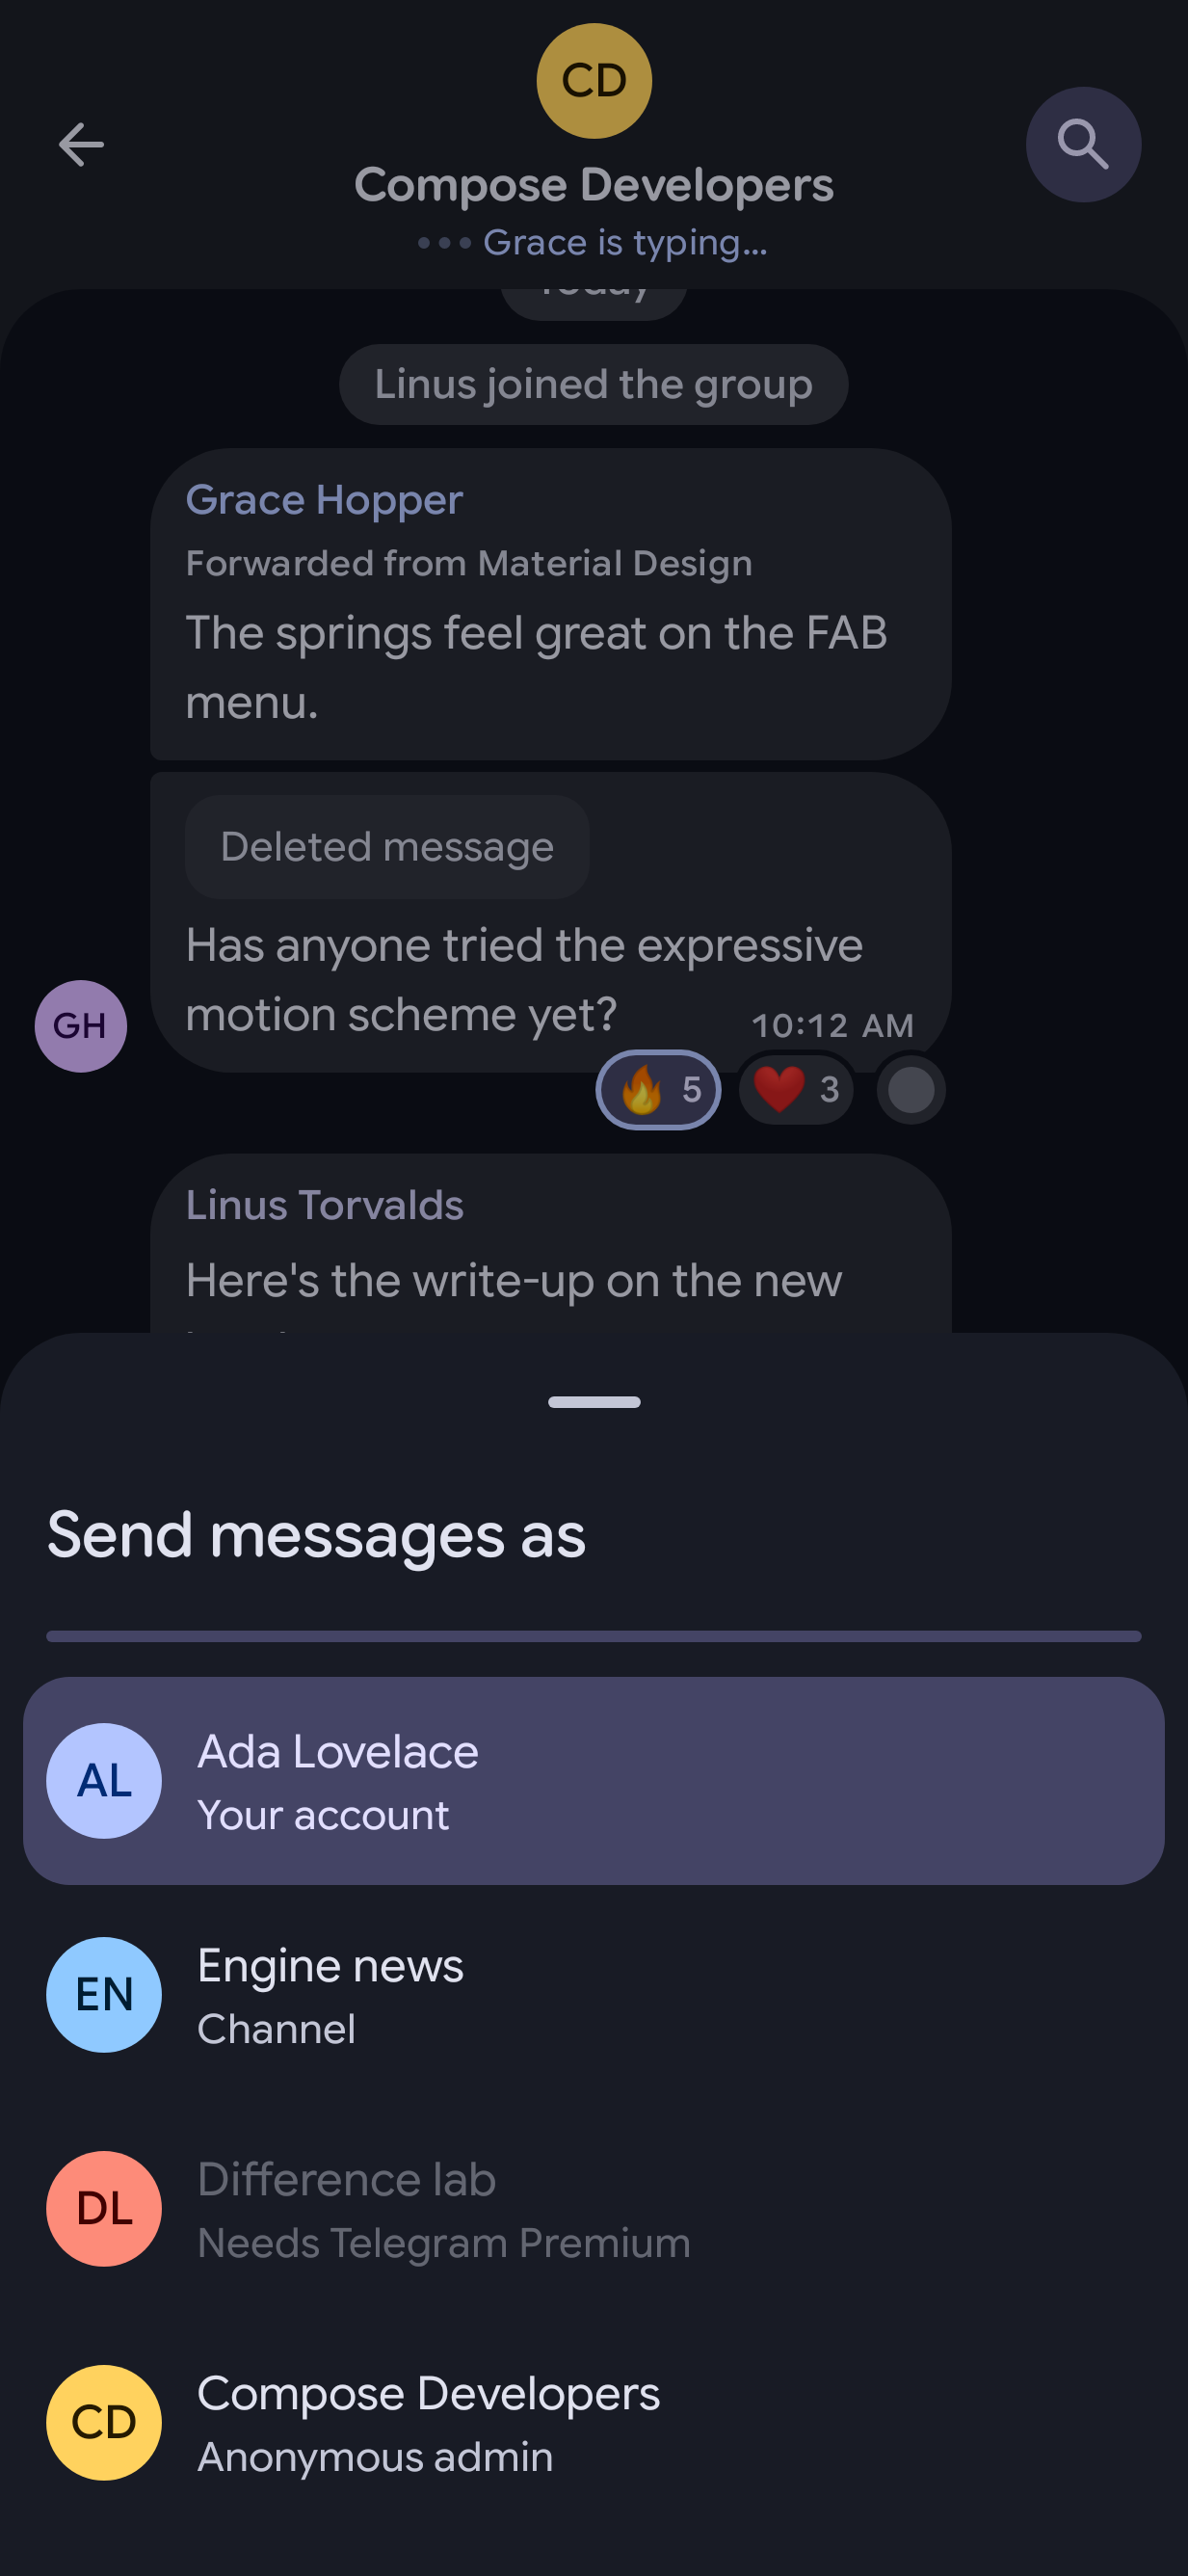 CD
Compose Developers
Grace is typing...
Today
Linus joined the group
Grace Hopper
Forwarded from Material Design
The springs feel great on the FAB
menu.
Deleted message
Has anyone tried the expressive
motion scheme yet?
10:12 AM
GH
5
3
Linus Torvalds
Here's the write-up on the new
Send messages as
AL
Ada Lovelace
Your account
EN
Engine news
Channel
DL
Difference lab
Needs Telegram Premium
CD
Compose Developers
Anonymous admin